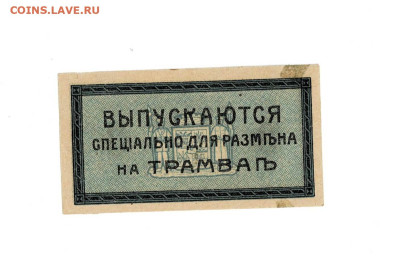 COINS.LAVE.RU
ВЫПУСКАЮТСЯ
СПЕЦІАЛЬНО ДЛЯ РАЗМѢНА
НА ТРАМВАѢ